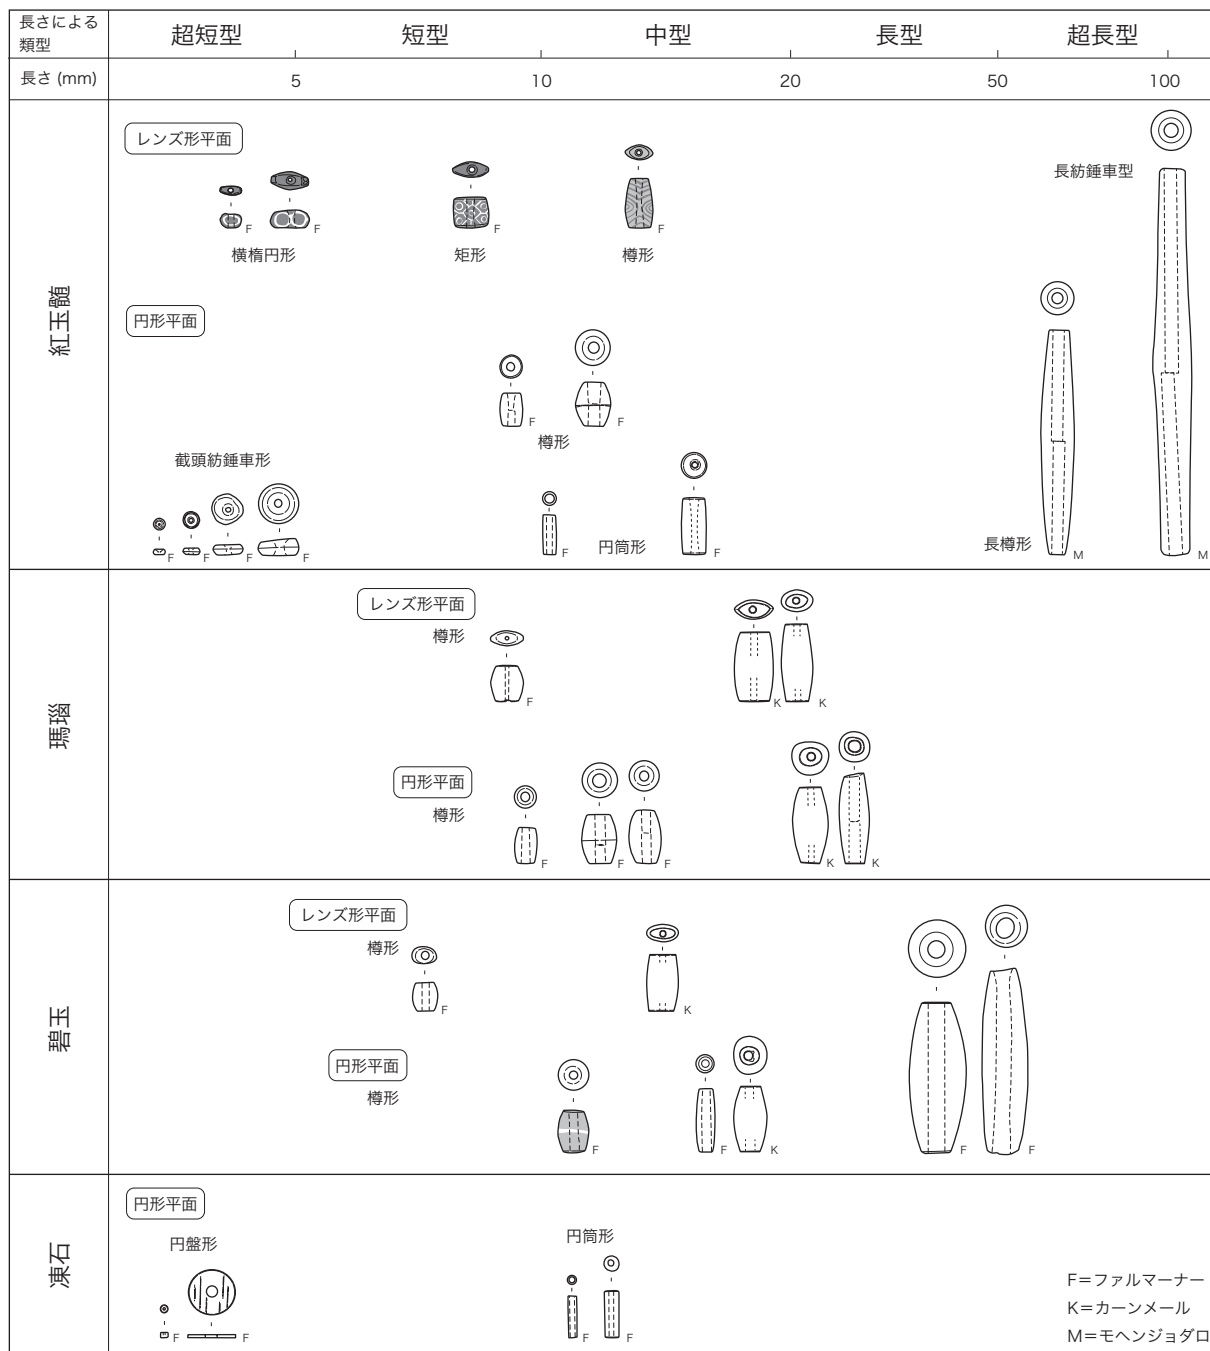 長さによる
類型
超短型 短型 中型 長型 超長型
長さ (mm)
5 10 20 50 100
紅玉髄
レンズ形平面
長紡錘車型
F F F F
横楕円形 矩形 樽形
円形平面
F F
樽形
截頭紡錘車形
円筒形
長樽形
F F F F F F M M
瑪瑙
レンズ形平面
樽形
F K K
円形平面
樽形
F F F K K
碧玉
レンズ形平面
樽形
F K
円形平面
樽形
F F K F F
凍石
円形平面
円盤形 円筒形
F F F F
F=ファルマーナー
K=カーンメール
M=モヘンジョダロ